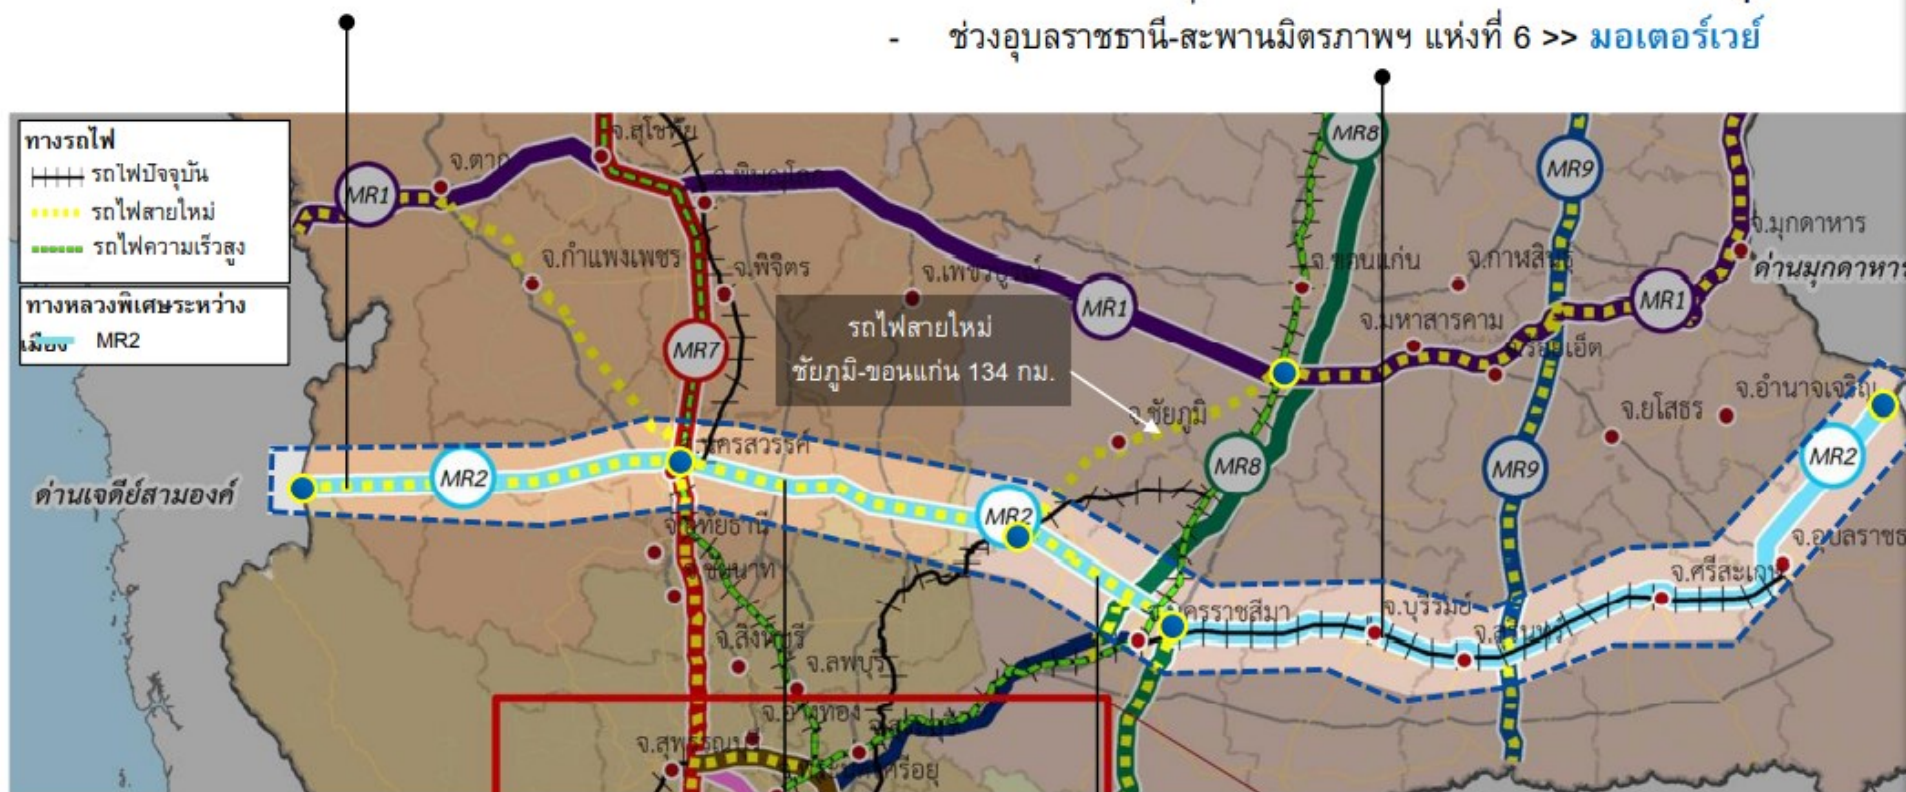 - ช่วงอุบลราชธานี-สะพานมิตรภาพฯ แห่งที่ 6 >> มอเตอร์เวย์
ทางรถไฟ
รถไฟปัจจุบัน
รถไฟสายใหม่
รถไฟความเร็วสูง
ทางหลวงพิเศษระหว่าง
เมือง
MR2
จ.สุโขทัย
MR8
จ.ตาก
MR1
จ.พิษณุโลก
MR9
จ.มุกดาหาร
ด่านมุกดาหาร
จ.กำแพงเพชร
จ.พิจิตร
จ.เพชรบูรณ์
จ.ขอนแก่น
จ.กาฬสินธุ์
MR1
MR1
รถไฟสายใหม่
ชัยภูมิ-ขอนแก่น 134 กม.
จ.มหาสารคาม
จ.ร้อยเอ็ด
MR7
จ.ชัยภูมิ
จ.ยโสธร
จ.อำนาจเจริญ
จ.นครสวรรค์
MR2
MR8
MR9
MR2
ด่านเจดีย์สามองค์
MR2
จ.อุทัยธานี
จ.อุบลราชธ
จ.ชัยนาท
จ.ศรีสะเกษ
จ.นครราชสีมา
จ.บุรีรัมย์
จ.สุรินทร์
จ.สิงห์บุรี
จ.ลพบุรี
จ.อ่างทอง
จ.สระบุรี
จ.สุพรรณบุรี